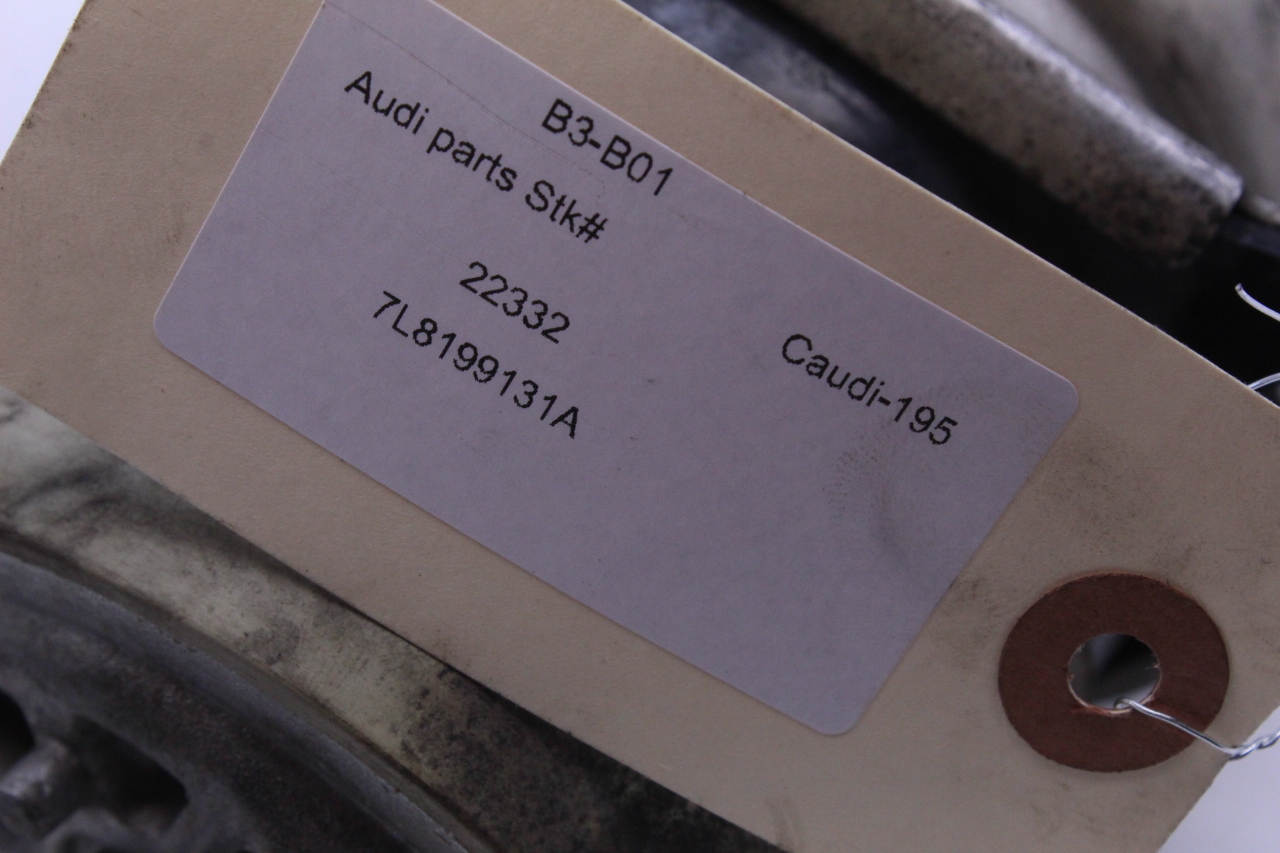 B3-B01
Audi parts Stk#
22332
7L8199131A
Caudi-195